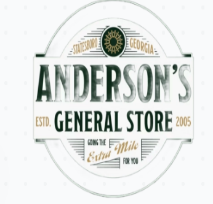 STATESBORO GEORGIA
ANDERSON'S
ESTD. GENERAL STORE 2005
GOING THE
Extra Mile
FOR YOU